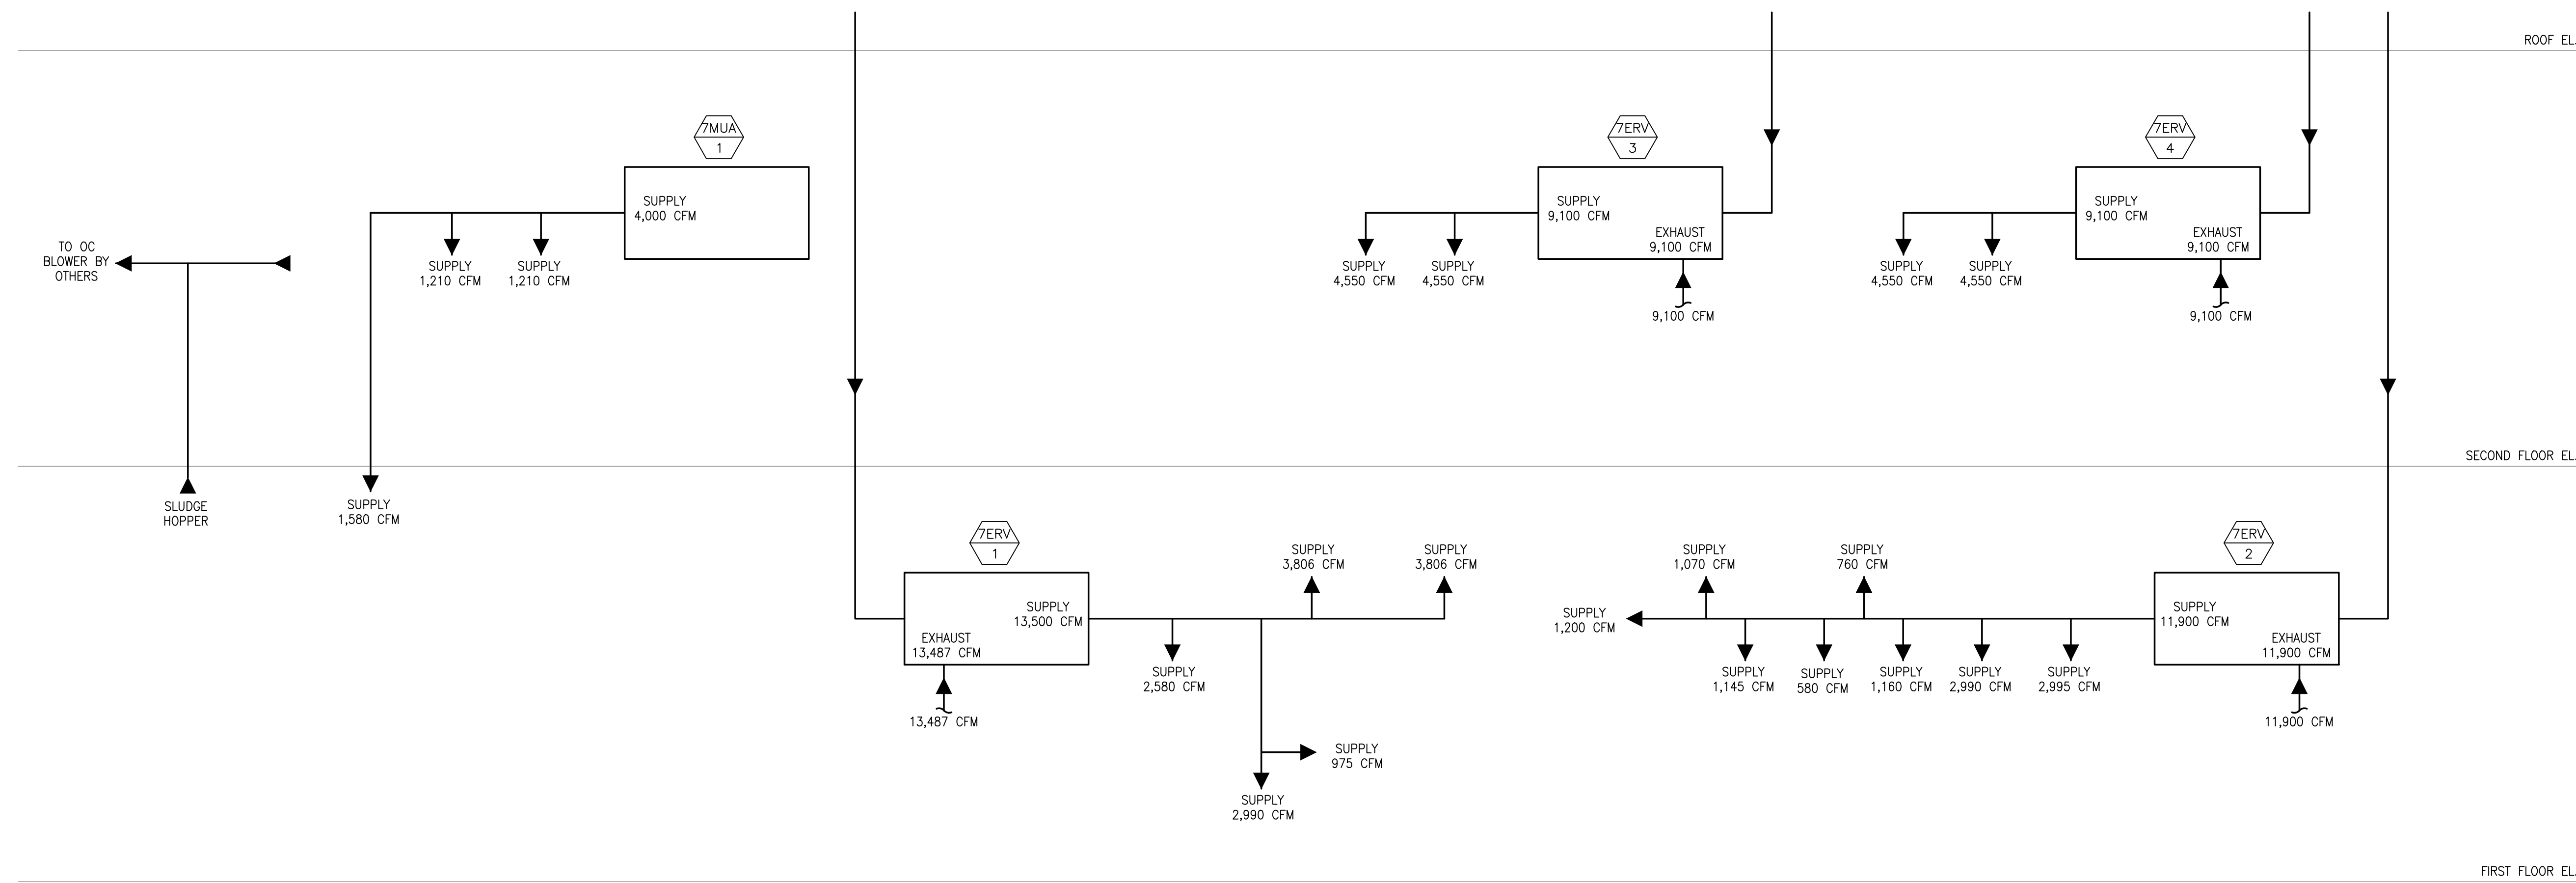 ROOF EL.
7MUA
1
SUPPLY
4,000 CFM
TO OC
BLOWER BY
OTHERS
SUPPLY
1,210 CFM
SUPPLY
1,210 CFM
SLUDGE
HOPPER
SUPPLY
1,580 CFM
7ERV
3
SUPPLY
9,100 CFM
EXHAUST
9,100 CFM
SUPPLY
4,550 CFM
SUPPLY
4,550 CFM
9,100 CFM
7ERV
4
SUPPLY
9,100 CFM
EXHAUST
9,100 CFM
SUPPLY
4,550 CFM
SUPPLY
4,550 CFM
9,100 CFM
SECOND FLOOR EL.
7ERV
1
SUPPLY
13,500 CFM
EXHAUST
13,487 CFM
13,487 CFM
SUPPLY
3,806 CFM
SUPPLY
3,806 CFM
SUPPLY
2,580 CFM
SUPPLY
975 CFM
SUPPLY
2,990 CFM
SUPPLY
1,070 CFM
SUPPLY
760 CFM
SUPPLY
1,200 CFM
SUPPLY
1,145 CFM
SUPPLY
580 CFM
SUPPLY
1,160 CFM
SUPPLY
2,990 CFM
SUPPLY
2,995 CFM
7ERV
2
SUPPLY
11,900 CFM
EXHAUST
11,900 CFM
11,900 CFM
FIRST FLOOR EL.